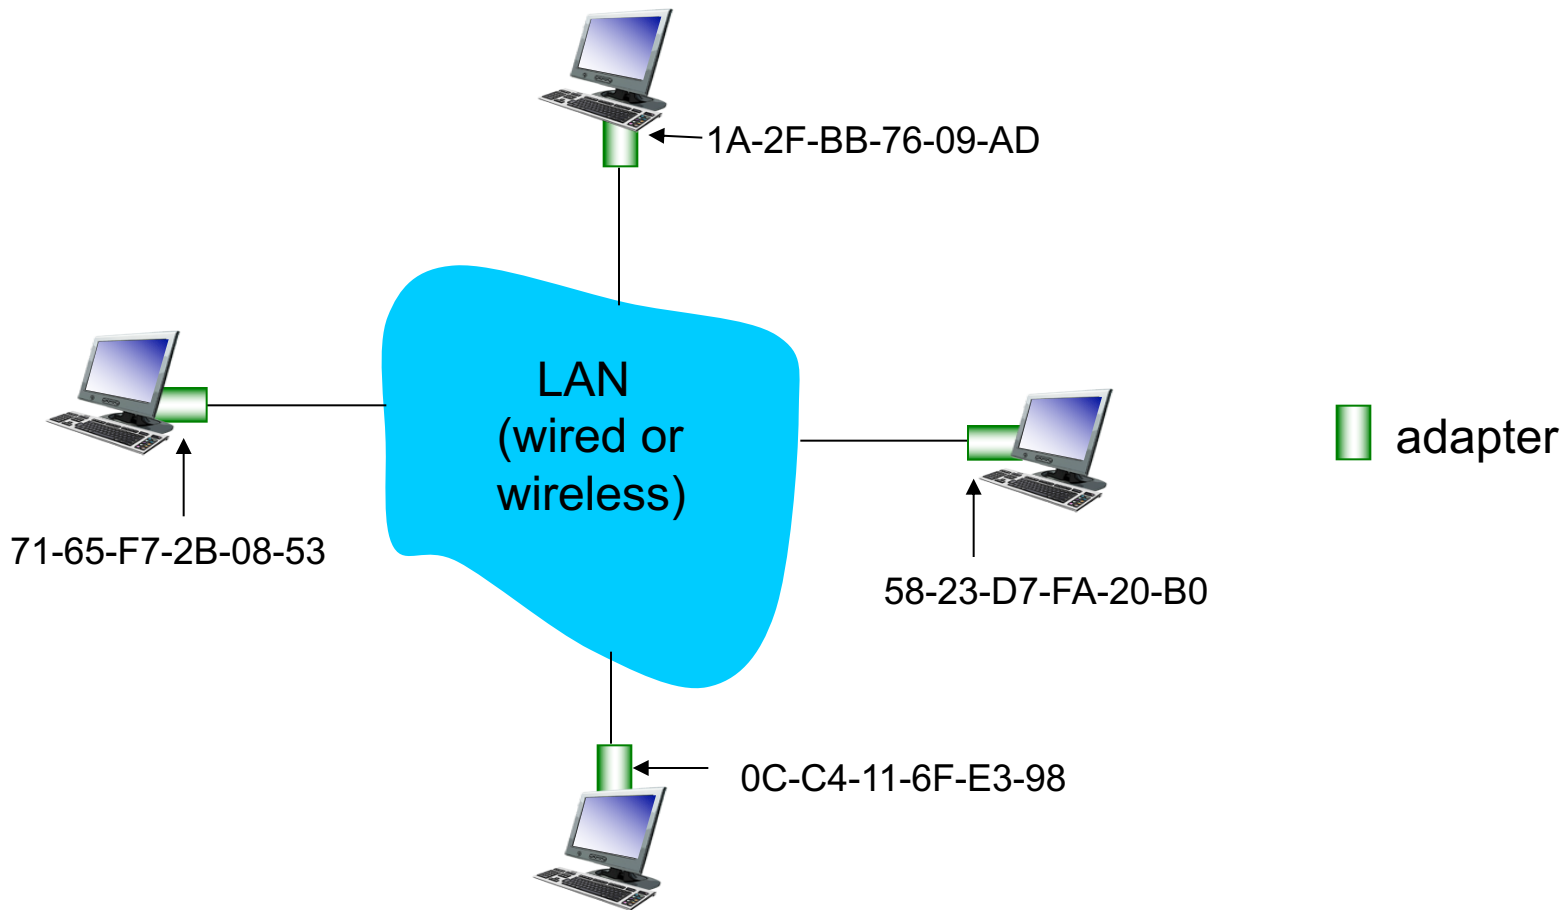 1A-2F-BB-76-09-AD
LAN
(wired or
wireless)
adapter
71-65-F7-2B-08-53
58-23-D7-FA-20-B0
0C-C4-11-6F-E3-98